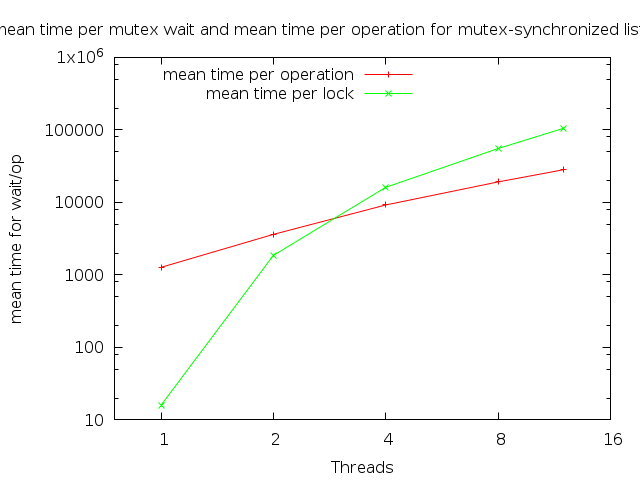 mean time per mutex wait and mean time per operation for mutex-synchronized list
1x10^6
mean time per operation
mean time per lock
100000
10000
1000
100
10
mean time for wait/op
1 2 4 8 16
Threads